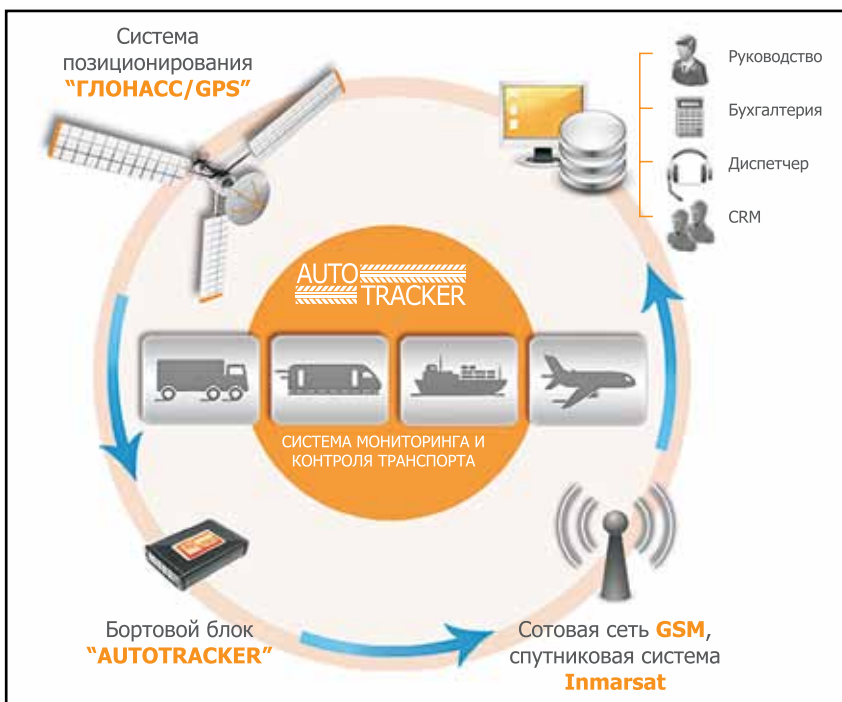 Система
позиционирования
“ГЛОНАСС/GPS”
Руководство
Бухгалтерия
Диспетчер
CRM
AUTO
TRACKER
СИСТЕМА МОНИТОРИНГА И
КОНТРОЛЯ ТРАНСПОРТА
Бортовой блок
“AUTOTRACKER”
Сотовая сеть GSM,
спутниковая система
Inmarsat